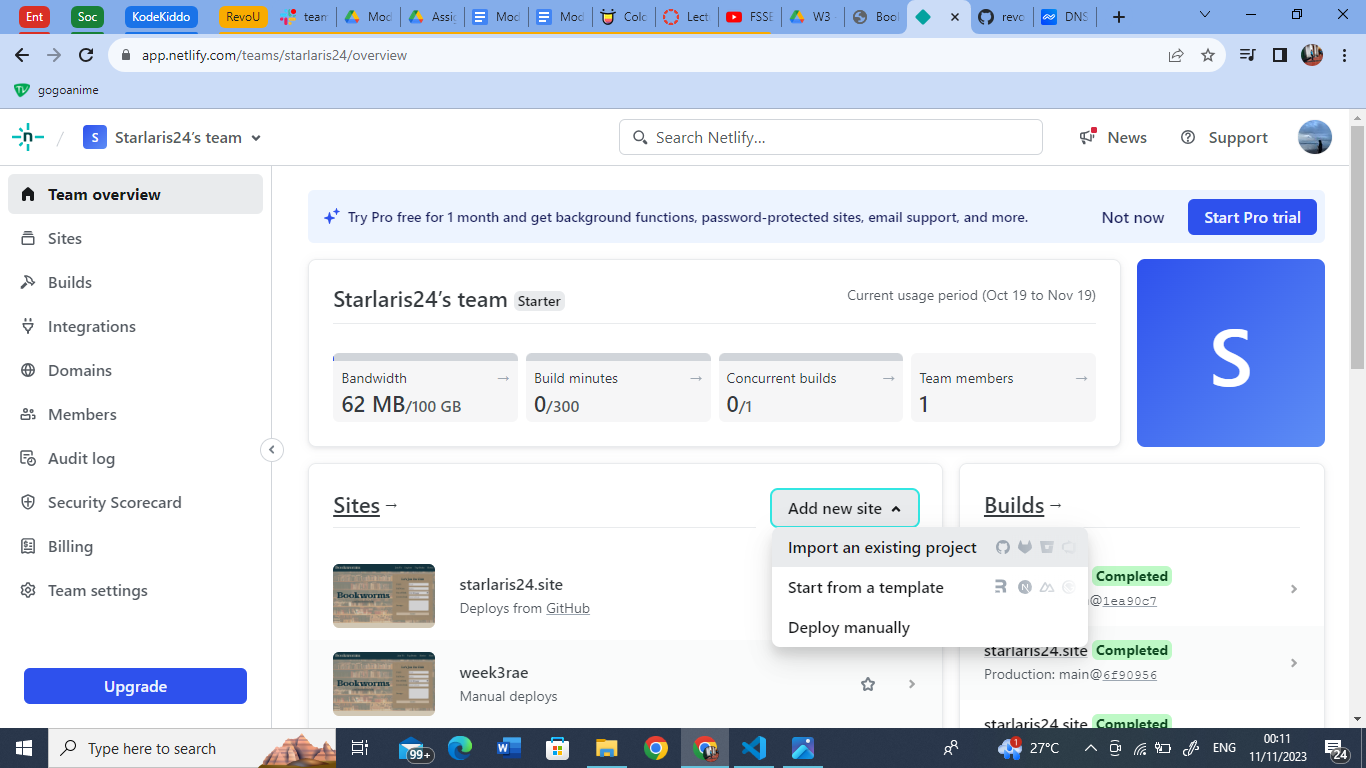 Ent
Soc
KodeKiddo
RevoU
team
Mod
Assi
Mod
Mod
Colo
Lect
FSSE
W3
Bool
revo
DNS
app.netlify.com/teams/starlaris24/overview
gogoanime
S
Starlaris24's team
Search Netlify...
News
Support
Team overview
Sites
Builds
Integrations
Domains
Members
Audit log
Security Scorecard
Billing
Team settings
Upgrade
Try Pro free for 1 month and get background functions, password-protected sites, email support, and more.
Not now
Start Pro trial
Starlaris24's team Starter
Current usage period (Oct 19 to Nov 19)
Bandwidth →
62 MB/100 GB
Build minutes →
0/300
Concurrent builds →
0/1
Team members →
1
S
Sites →
Add new site
Import an existing project
Start from a template
Deploy manually
Bookworms
starlaris24.site
Deploys from GitHub
Bookworms
week3rae
Manual deploys
Builds →
Completed
@1ea90c7
starlaris24.site Completed
Production: main@6f90956
starlaris24.site Completed
Type here to search
99+
1
27°C
ENG
00:11
11/11/2023
24